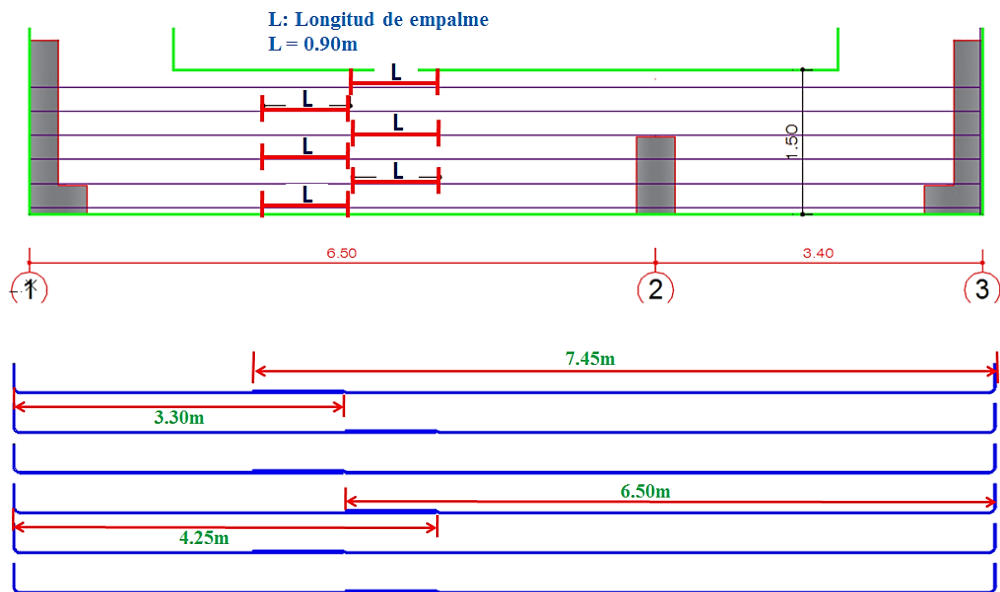 L: Longitud de empalme
L = 0.90m
L
L
L
L
L
L
1.50
6.50
3.40
1
2
3
7.45m
3.30m
6.50m
4.25m